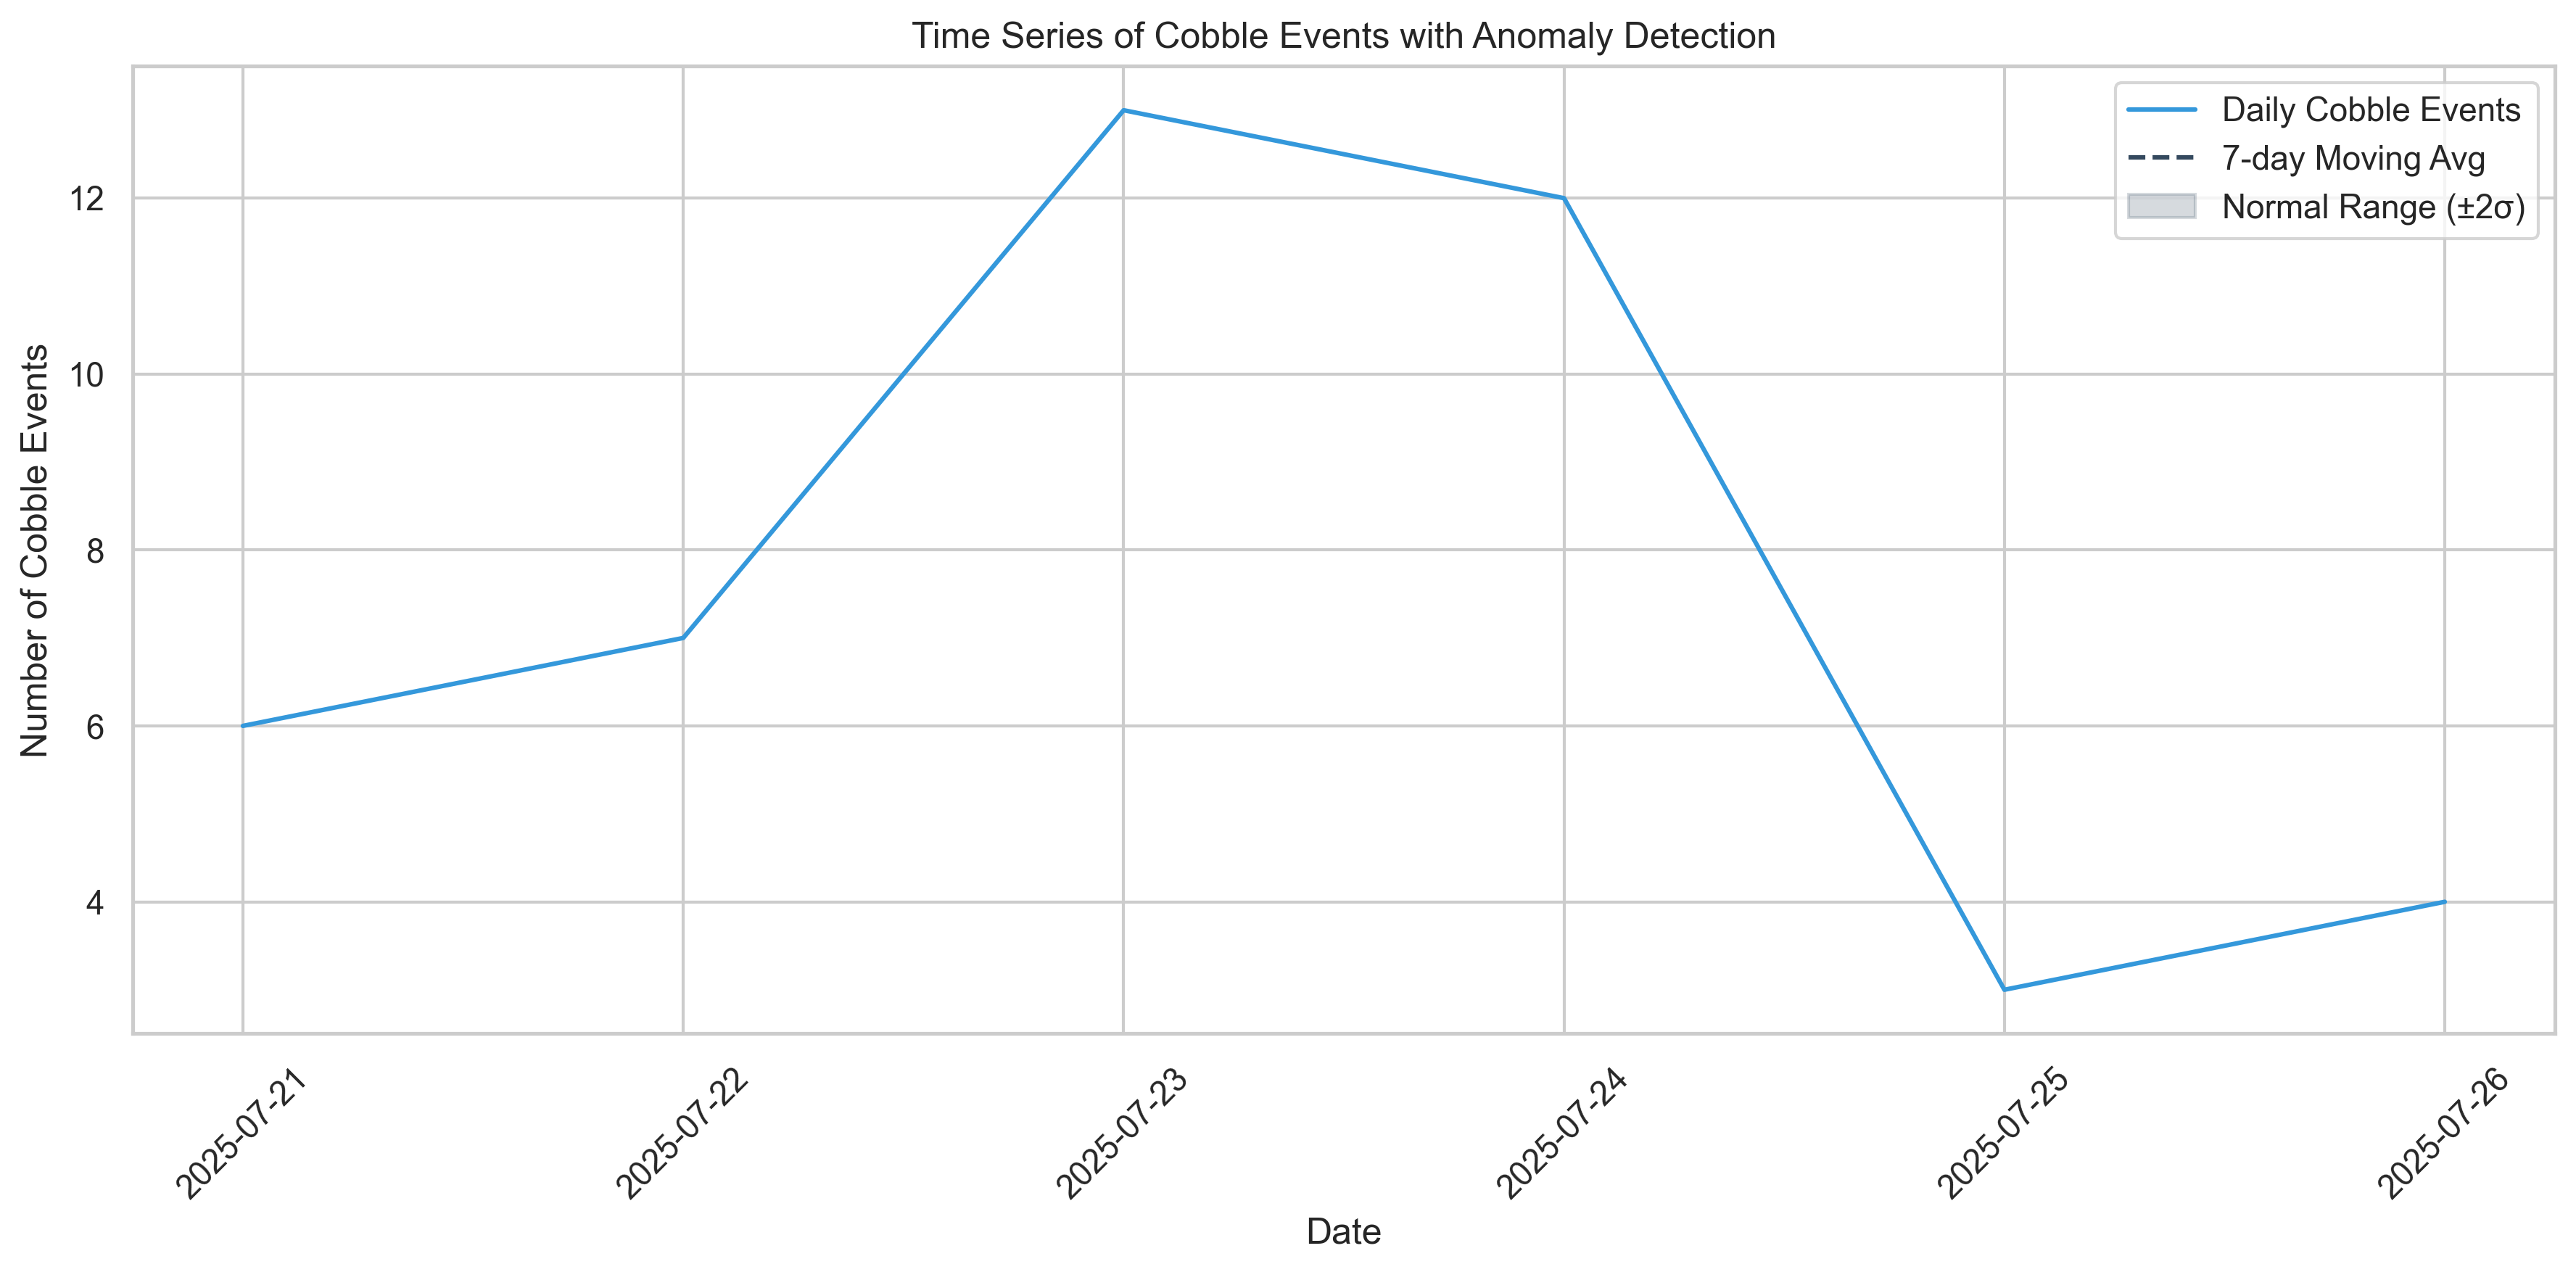 Time Series of Cobble Events with Anomaly Detection
Daily Cobble Events
7-day Moving Avg
Normal Range (±2σ)
Number of Cobble Events
12
10
8
6
4
2025-07-21
2025-07-22
2025-07-23
2025-07-24
2025-07-25
2025-07-26
Date